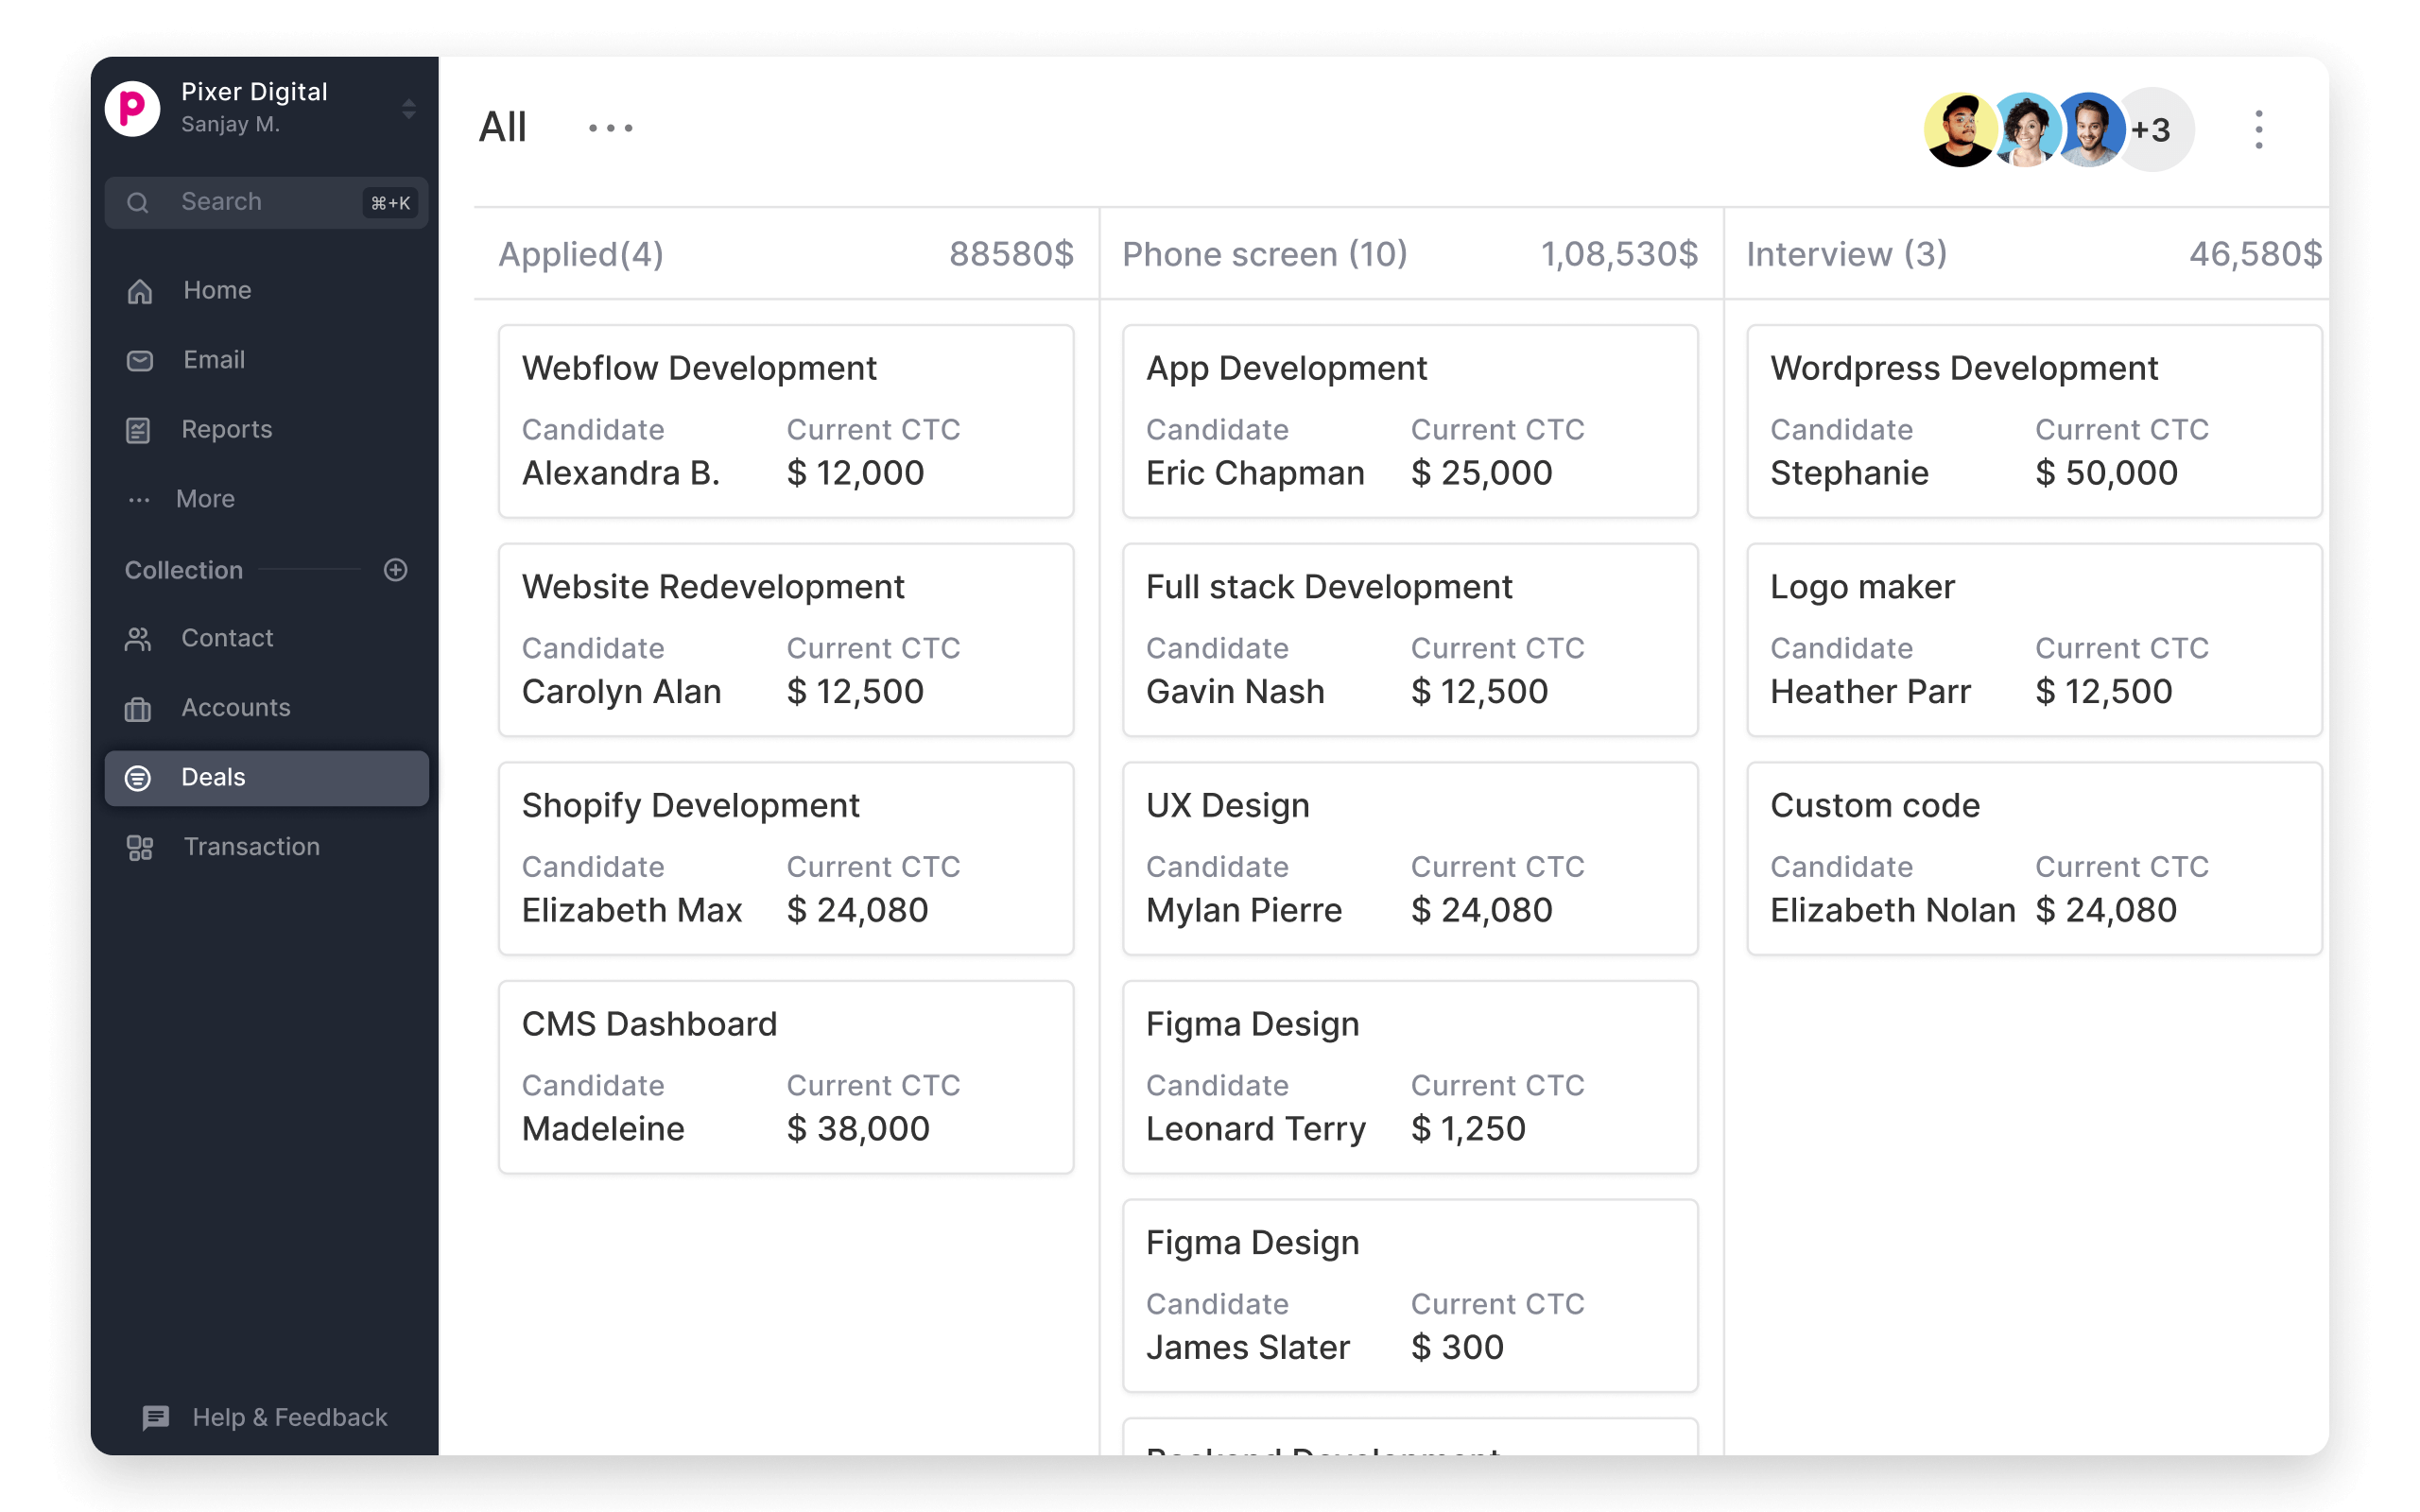 Pixer Digital
Sanjay M.
Search
⌘+K
Home
Email
Reports
More
Collection
Contact
Accounts
Deals
Transaction
Help & Feedback
All
+3
Applied(4) 88580$
Webflow Development
Candidate Current CTC
Alexandra B. $ 12,000
Website Redevelopment
Candidate Current CTC
Carolyn Alan $ 12,500
Shopify Development
Candidate Current CTC
Elizabeth Max $ 24,080
CMS Dashboard
Candidate Current CTC
Madeleine $ 38,000
Phone screen (10) 1,08,530$
App Development
Candidate Current CTC
Eric Chapman $ 25,000
Full stack Development
Candidate Current CTC
Gavin Nash $ 12,500
UX Design
Candidate Current CTC
Mylan Pierre $ 24,080
Figma Design
Candidate Current CTC
Leonard Terry $ 1,250
Figma Design
Candidate Current CTC
James Slater $ 300
Backend Development
Interview (3) 46,580$
Wordpress Development
Candidate Current CTC
Stephanie $ 50,000
Logo maker
Candidate Current CTC
Heather Parr $ 12,500
Custom code
Candidate Current CTC
Elizabeth Nolan $ 24,080